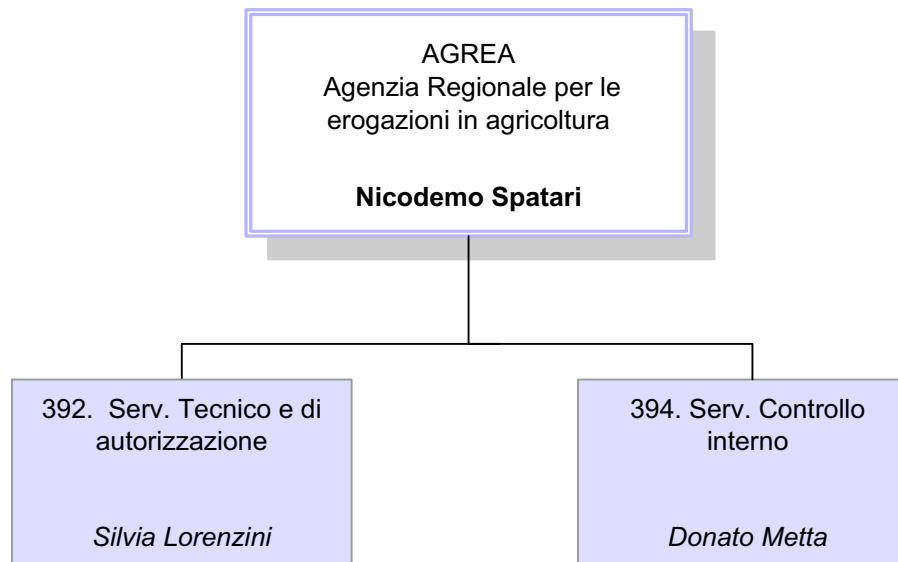 AGREA
Agenzia Regionale per le
erogazioni in agricoltura
Nicodemo Spatari
392. Serv. Tecnico e di
autorizzazione
Silvia Lorenzini
394. Serv. Controllo
interno
Donato Metta